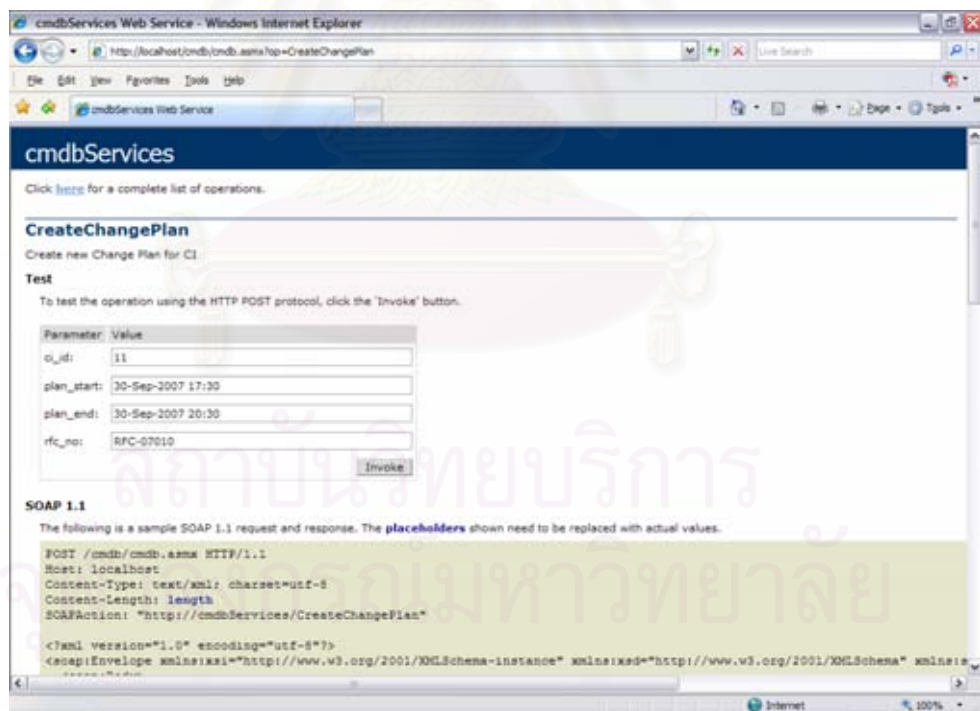 cmdbServices Web Service - Windows Internet Explorer
http://localhost/cmdb/cmdb.asmx?op=CreateChangePlan
Live Search
File Edit View Favorites Tools Help
cmdbServices Web Service
Page Tools
cmdbServices
Click here for a complete list of operations.
CreateChangePlan
Create new Change Plan for CI
Test
To test the operation using the HTTP POST protocol, click the 'Invoke' button.
Parameter Value
ci_id: 11
plan_start: 30-Sep-2007 17:30
plan_end: 30-Sep-2007 20:30
rfc_no: RFC-07010
Invoke
สถาบันวิทยบริการ
SOAP 1.1
The following is a sample SOAP 1.1 request and response. The placeholders shown need to be replaced with actual values.
POST /cmdb/cmdb.asmx HTTP/1.1
Host: localhost
Content-Type: text/xml; charset=utf-8
Content-Length: length
SOAPAction: "http://cmdbServices/CreateChangePlan"
จุฬาลงกรณ์มหาวิทยาลัย
<?xml version="1.0" encoding="utf-8"?>
<soap:Envelope xmlns:xsi="http://www.w3.org/2001/XMLSchema-instance" xmlns:xsd="http://www.w3.org/2001/XMLSchema" xmlns:s
Internet
100%